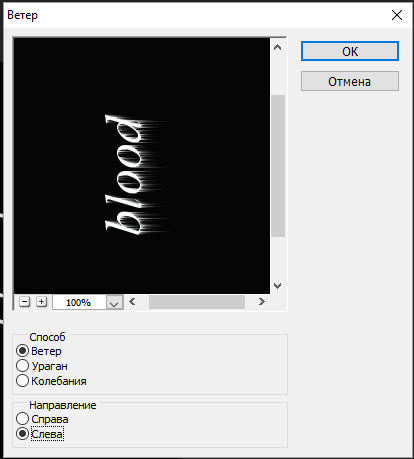 Ветер
OK
Отмена
blood
100%
Способ
Ветер
Ураган
Колебания
Направление
Справа
Слева